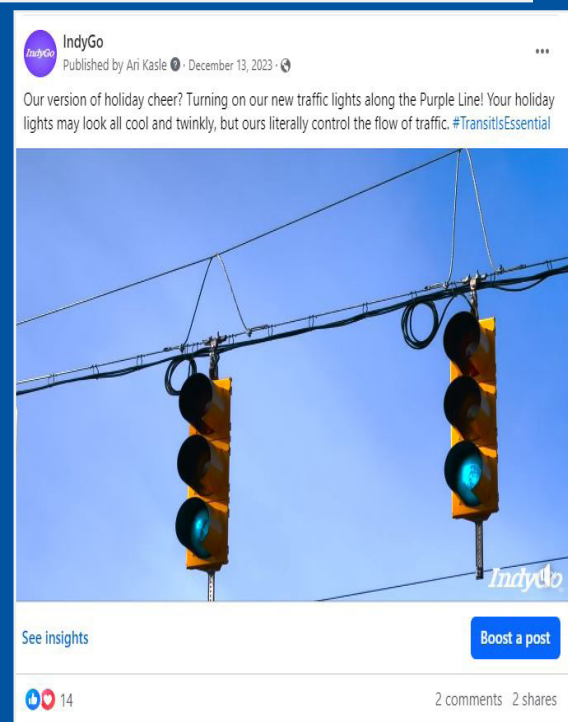 IndyGo
IndyGo
Published by Ari Kasle · December 13, 2023 ·
Our version of holiday cheer? Turning on our new traffic lights along the Purple Line! Your holiday
lights may look all cool and twinkly, but ours literally control the flow of traffic. #TransitIsEssential
IndyGo
See insights
Boost a post
14
2 comments 2 shares